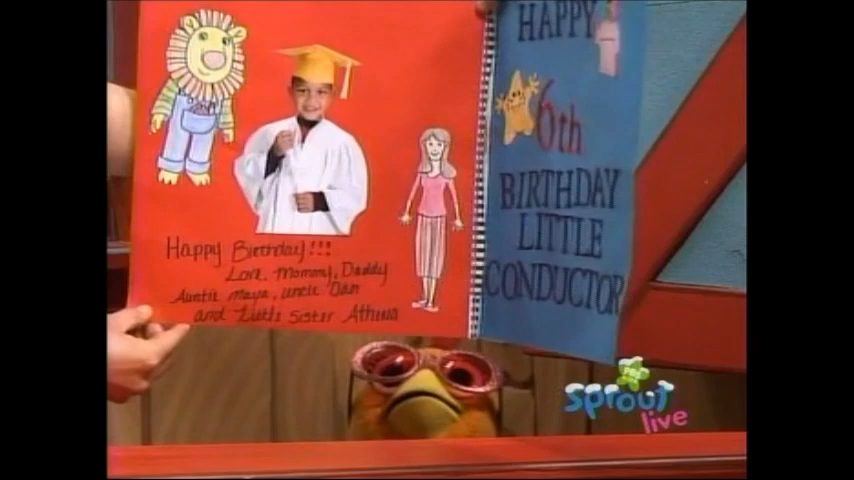 Happy Birthday!!!
Love, Mommy, Daddy
Auntie Maya, Uncle Dan
and Little Sister Athena
HAPPY
6th
BIRTHDAY
LITTLE
CONDUCTOR
Sprout
live